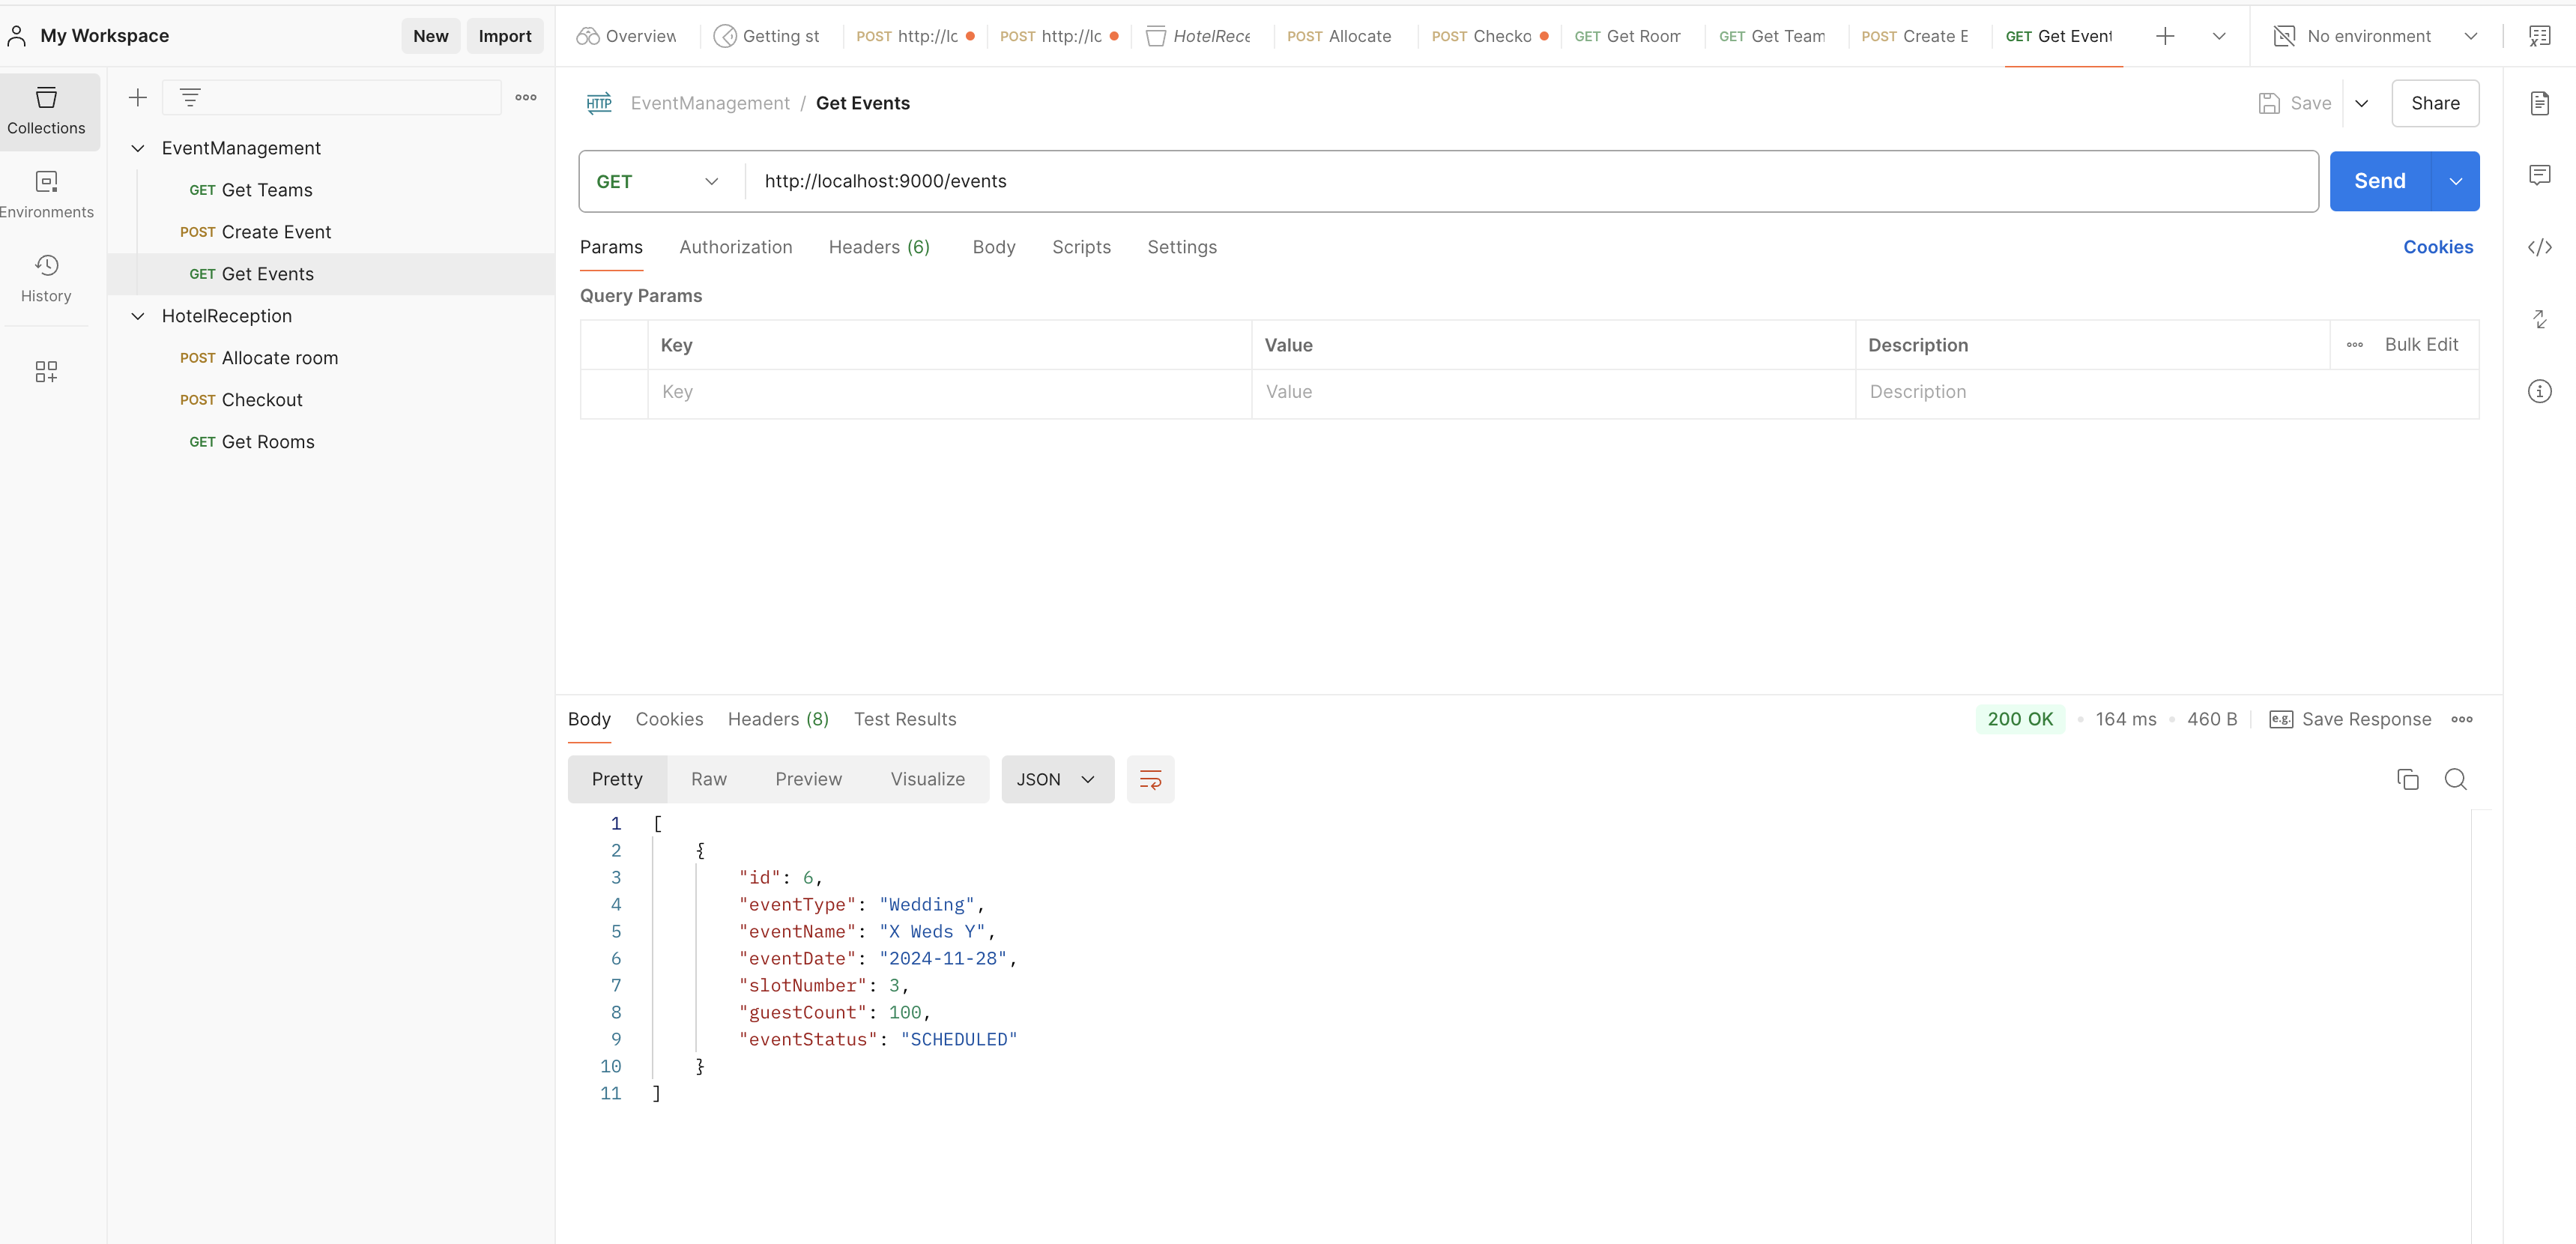 My Workspace
New
Import
Overview
Getting st
POST http://lc
POST http://lc
HotelRece
POST Allocate
POST Checko
GET Get Room
GET Get Team
POST Create E
GET Get Event
No environment
Collections
Environments
History
EventManagement
GET Get Teams
POST Create Event
GET Get Events
HotelReception
POST Allocate room
POST Checkout
GET Get Rooms
HTTP EventManagement / Get Events
Save
Share
GET
http://localhost:9000/events
Send
Params Authorization Headers (6) Body Scripts Settings
Cookies
Query Params
Key Value Description Bulk Edit
Key Value Description
Body Cookies Headers (8) Test Results
200 OK • 164 ms • 460 B
e.g. Save Response
Pretty Raw Preview Visualize
JSON
1 [
2 {
3 "id": 6,
4 "eventType": "Wedding",
5 "eventName": "X Weds Y",
6 "eventDate": "2024-11-28",
7 "slotNumber": 3,
8 "guestCount": 100,
9 "eventStatus": "SCHEDULED"
10 }
11 ]